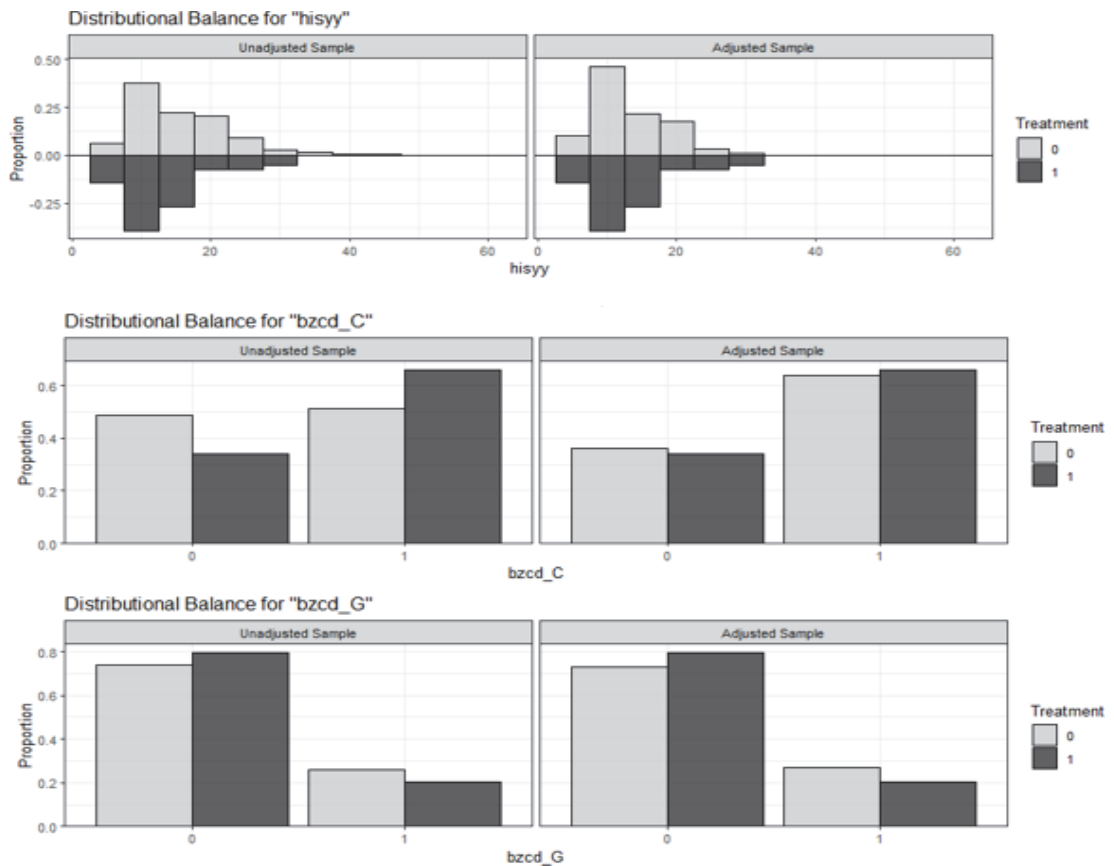 Distributional Balance for "hisyy"
Unadjusted Sample
Adjusted Sample
0.50
0.25
0.00
-0.25
Proportion
0 20 40 60
0 20 40 60
hisyy
Treatment
0
1
Distributional Balance for "bzcd_C"
Unadjusted Sample
Adjusted Sample
0.6
0.4
0.2
0.0
Proportion
0 1
0 1
bzcd_C
Treatment
0
1
Distributional Balance for "bzcd_G"
Unadjusted Sample
Adjusted Sample
0.8
0.6
0.4
0.2
0.0
Proportion
0 1
0 1
bzcd_G
Treatment
0
1